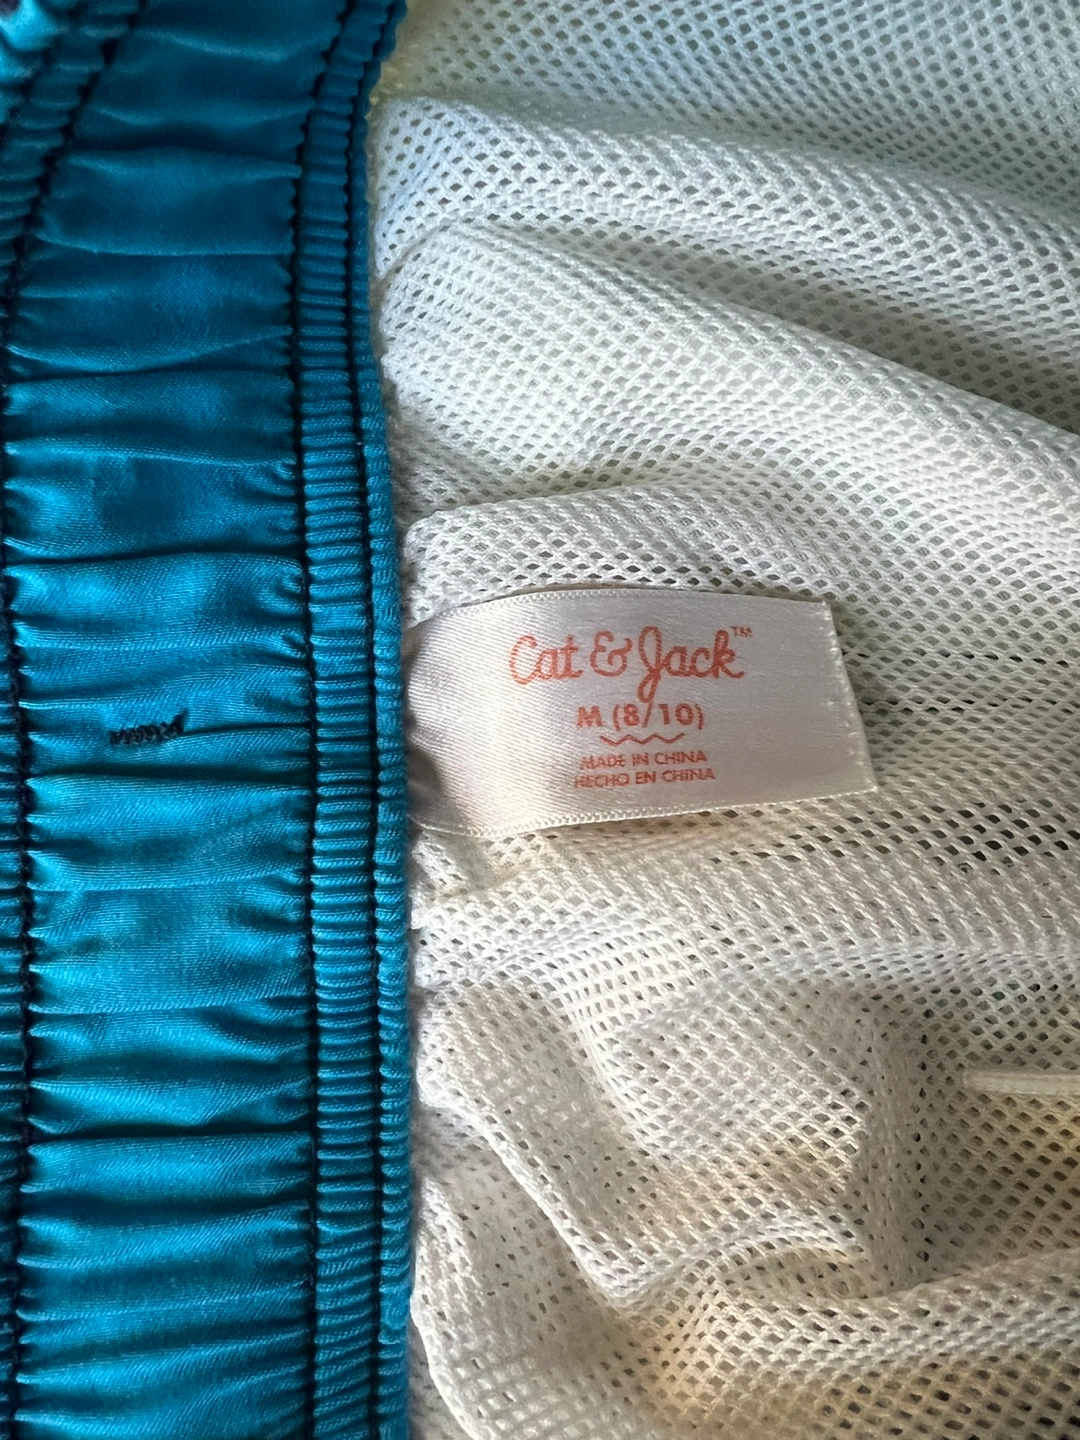 Cat & Jack™
M (8/10)
MADE IN CHINA
HECHO EN CHINA